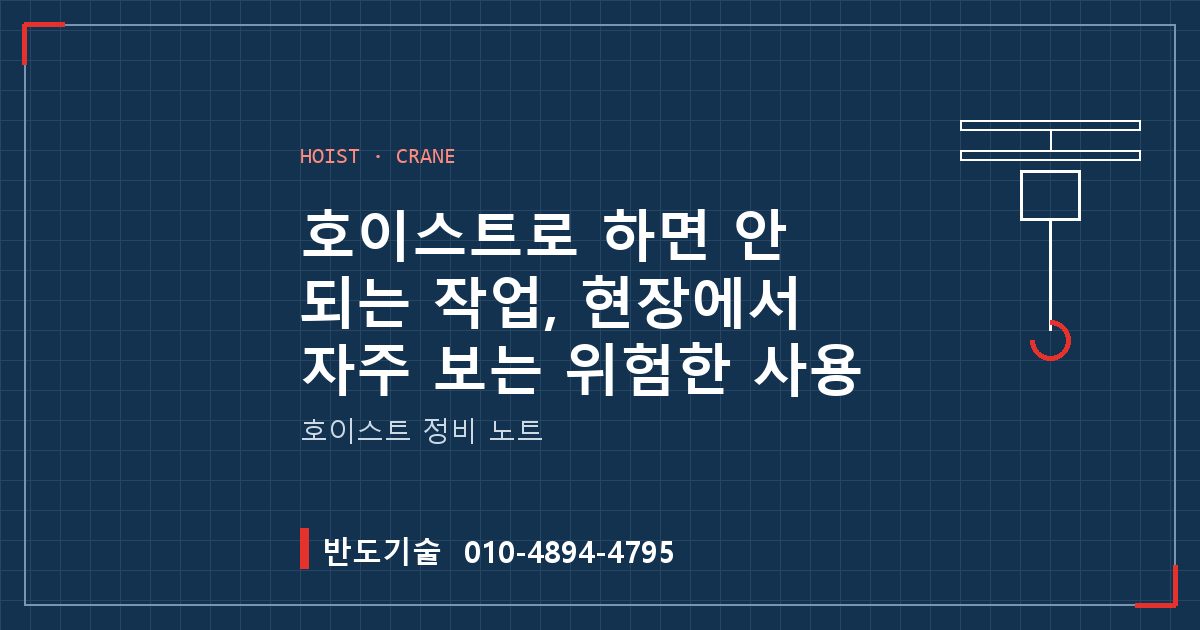 HOIST · CRANE
호이스트로 하면 안
되는 작업, 현장에서
자주 보는 위험한 사용
호이스트 정비 노트
반도기술 010-4894-4795